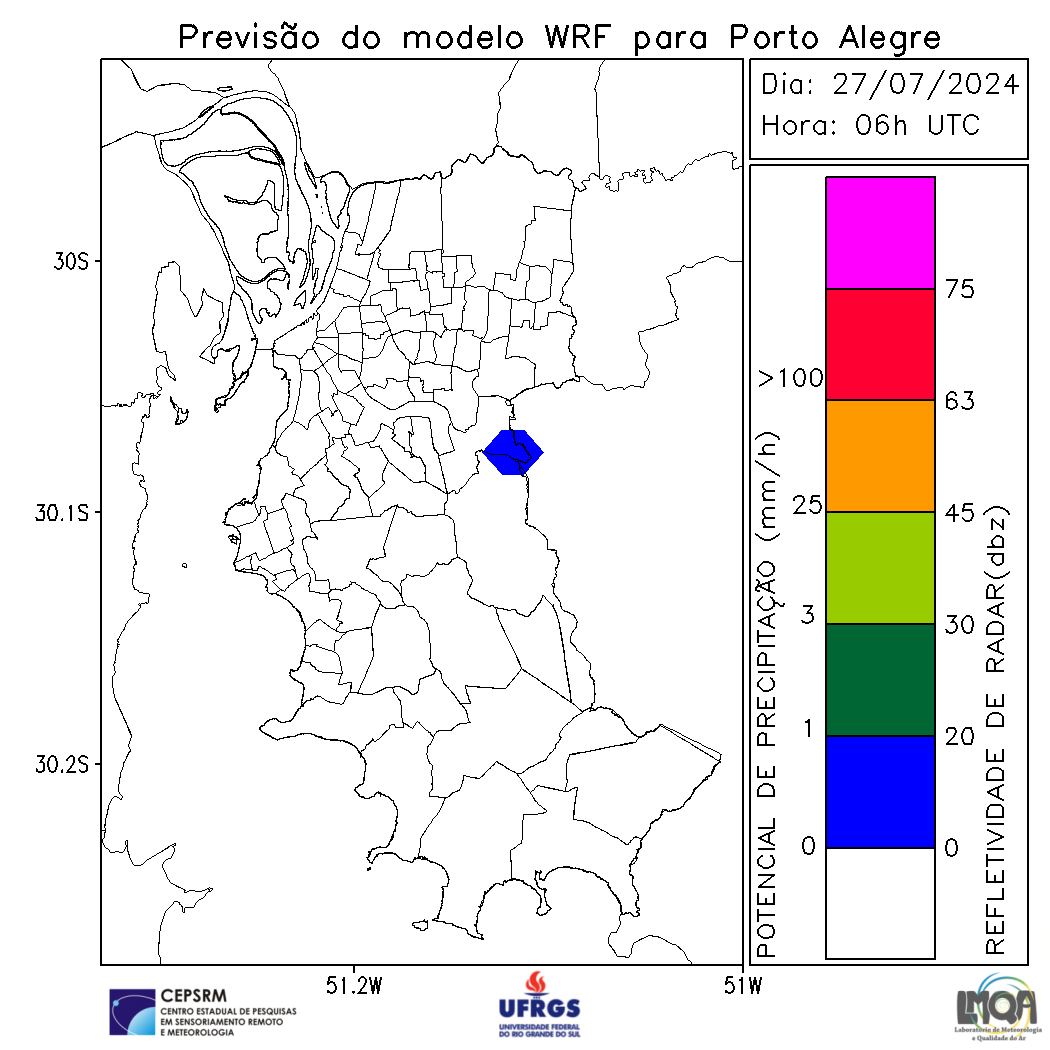 Previsão do modelo WRF para Porto Alegre
Dia: 27/07/2024
Hora: 06h UTC
30S
30.1S
30.2S
51.2W
51W
POTENCIAL DE PRECIPITAÇÃO (mm/h)
>100
25
3
1
0
75
63
45
30
20
0
REFLETIVIDADE DE RADAR(dbz)
CEPSRM
CENTRO ESTADUAL DE PESQUISAS
EM SENSORIAMENTO REMOTO
E METEOROLOGIA
UFRGS
UNIVERSIDADE FEDERAL
DO RIO GRANDE DO SUL
LMQA
Laboratório de Meteorologia
e Qualidade do Ar